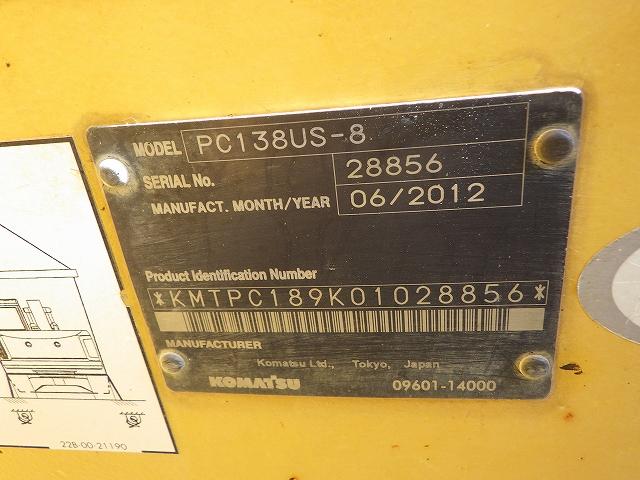 MODEL PC138US-8
SERIAL No. 28856
MANUFACT. MONTH/YEAR 06/2012
Product Identification Number
*KMTPC189K01028856*
MANUFACTURER
Komatsu Ltd., Tokyo, Japan
KOMATSU 09601-14000
22B-00-21190